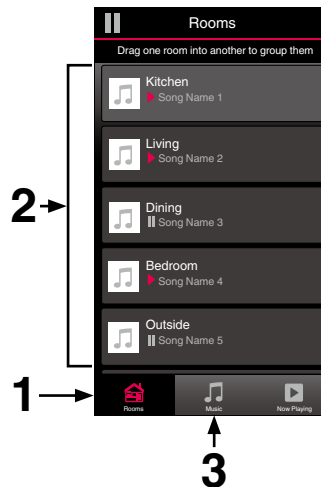 Rooms
Drag one room into another to group them
Kitchen
Song Name 1
Living
Song Name 2
2
Dining
Song Name 3
Bedroom
Song Name 4
Outside
Song Name 5
1
Rooms
Music
Now Playing
3